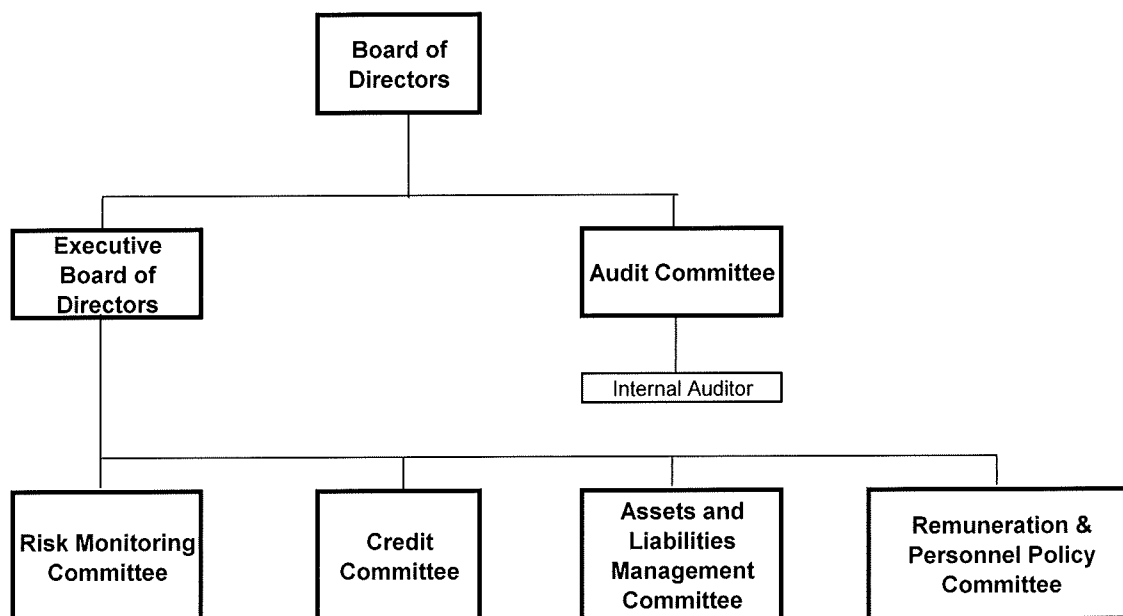 Board of
Directors
Executive
Board of
Directors
Audit Committee
Internal Auditor
Risk Monitoring
Committee
Credit
Committee
Assets and
Liabilities
Management
Committee
Remuneration &
Personnel Policy
Committee